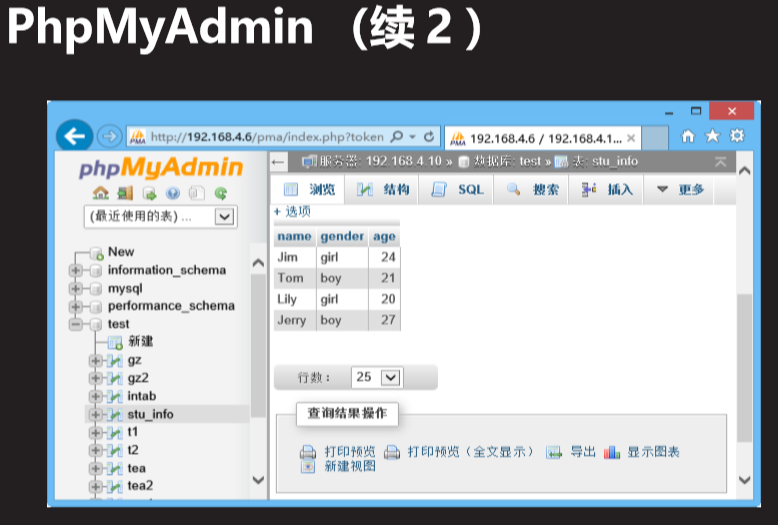 PhpMyAdmin （续2）
http://192.168.4.6/pma/index.php?token
192.168.4.6 / 192.168.4.1...
phpMyAdmin
服务器: 192.168.4.10 » 数据库: test » 表: stu_info
浏览 结构 SQL 搜索 插入 更多
(最近使用的表) ...
+ 选项
name gender age
Jim girl 24
Tom boy 21
Lily girl 20
Jerry boy 27
New
information_schema
mysql
performance_schema
test
新建
gz
gz2
intab
stu_info
t1
t2
tea
tea2
行数： 25
查询结果操作
打印预览 打印预览（全文显示） 导出 显示图表
新建视图